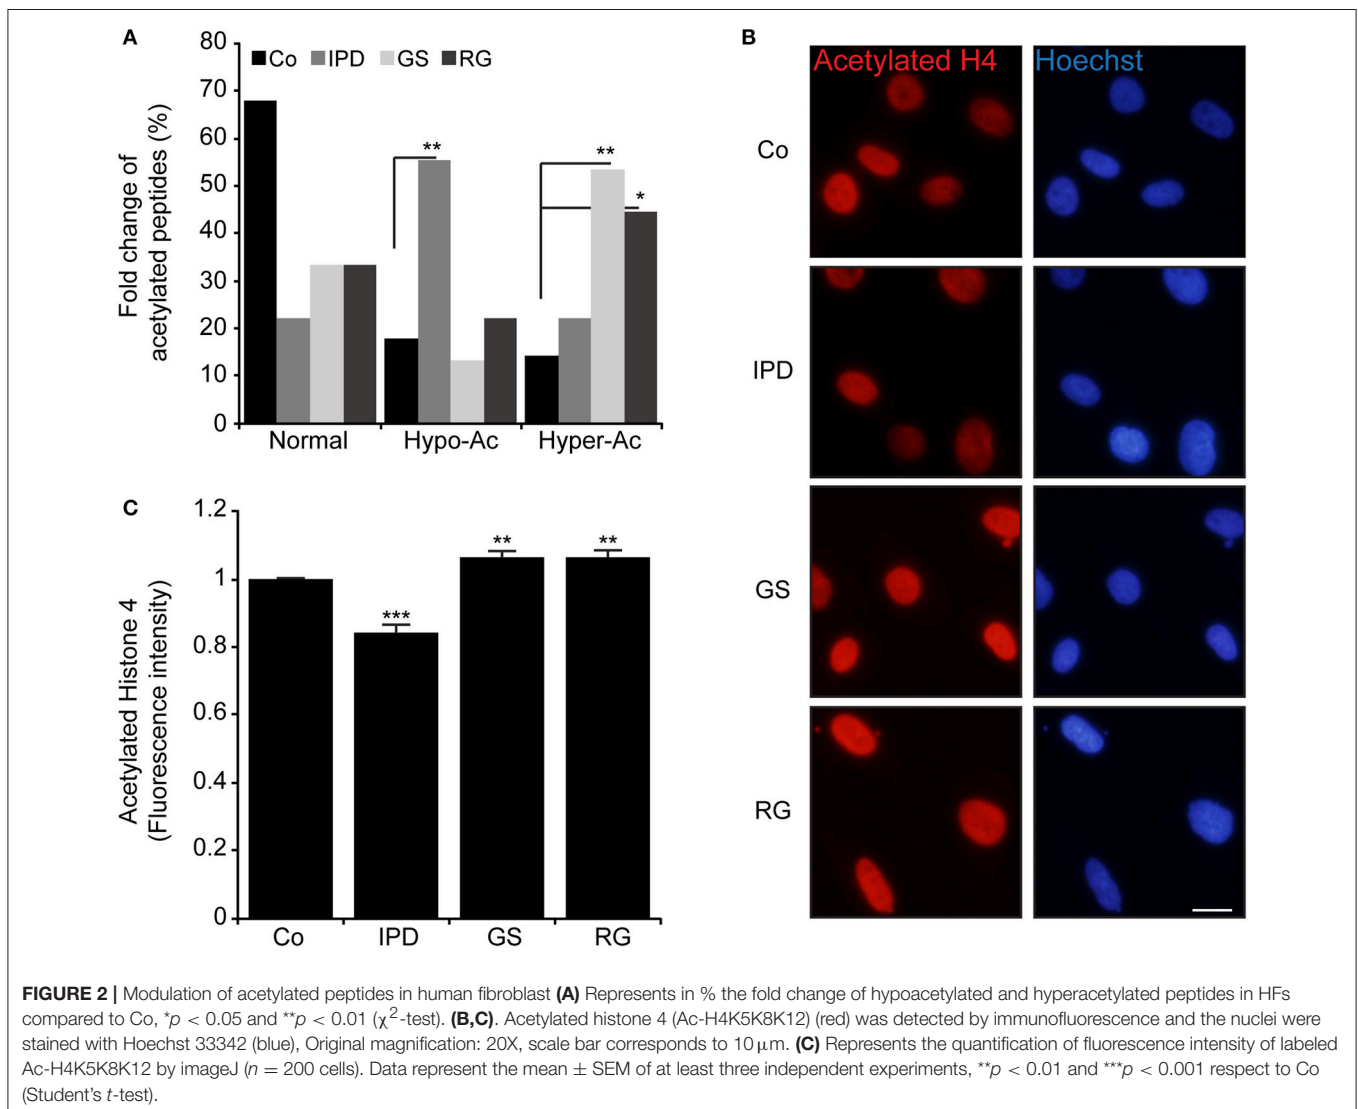 A
80
70
60
50
40
30
20
10
0
Co IPD GS RG
Fold change of
acetylated peptides (%)
**
**
*
Normal Hypo-Ac Hyper-Ac
B
Acetylated H4 Hoechst
Co
IPD
GS
RG
C
1.2
1
0.8
0.6
0.4
0.2
0
Acetylated Histone 4
(Fluorescence intensity)
***
**
**
Co IPD GS RG
FIGURE 2 | Modulation of acetylated peptides in human fibroblast (A) Represents in % the fold change of hypoacetylated and hyperacetylated peptides in HFs
compared to Co, *p < 0.05 and **p < 0.01 (χ²-test). (B,C). Acetylated histone 4 (Ac-H4K5K8K12) (red) was detected by immunofluorescence and the nuclei were
stained with Hoechst 33342 (blue), Original magnification: 20X, scale bar corresponds to 10 μm. (C) Represents the quantification of fluorescence intensity of labeled
Ac-H4K5K8K12 by imageJ (n = 200 cells). Data represent the mean ± SEM of at least three independent experiments, **p < 0.01 and ***p < 0.001 respect to Co
(Student's t-test).